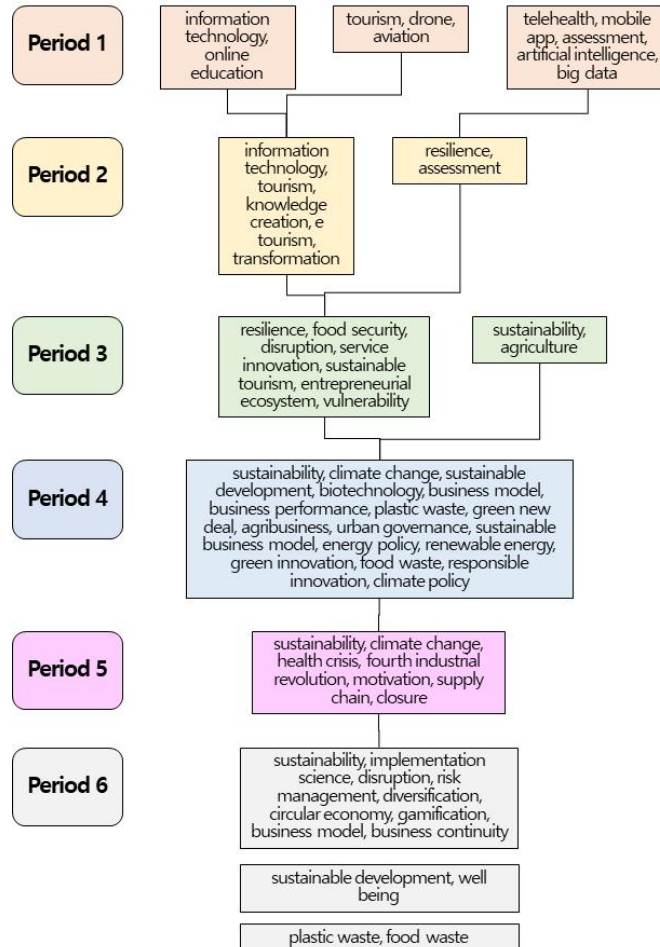 Period 1
information
technology,
online
education
tourism, drone,
aviation
telehealth, mobile
app, assessment,
artificial intelligence,
big data
Period 2
information
technology,
tourism,
knowledge
creation, e
tourism,
transformation
resilience,
assessment
Period 3
resilience, food security,
disruption, service
innovation, sustainable
tourism, entrepreneurial
ecosystem, vulnerability
sustainability,
agriculture
Period 4
sustainability, climate change, sustainable
development, biotechnology, business model,
business performance, plastic waste, green new
deal, agribusiness, urban governance, sustainable
business model, energy policy, renewable energy,
green innovation, food waste, responsible
innovation, climate policy
Period 5
sustainability, climate change,
health crisis, fourth industrial
revolution, motivation, supply
chain, closure
Period 6
sustainability, implementation
science, disruption, risk
management, diversification,
circular economy, gamification,
business model, business continuity
sustainable development, well
being
plastic waste, food waste